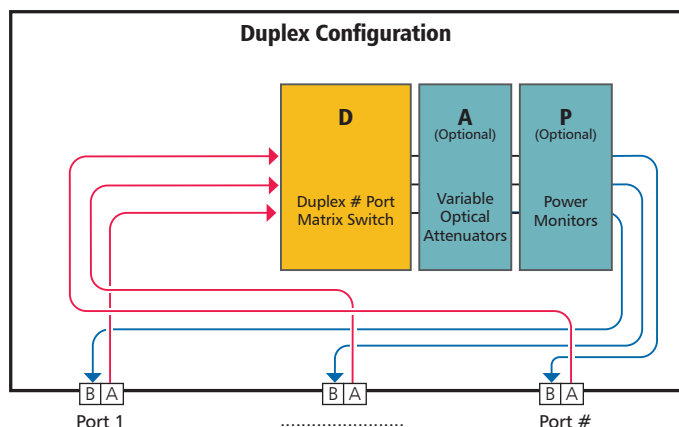 Duplex Configuration
D
Duplex # Port
Matrix Switch
A
(Optional)
Variable
Optical
Attenuators
P
(Optional)
Power
Monitors
B A
B A
B A
Port 1
........................
Port #